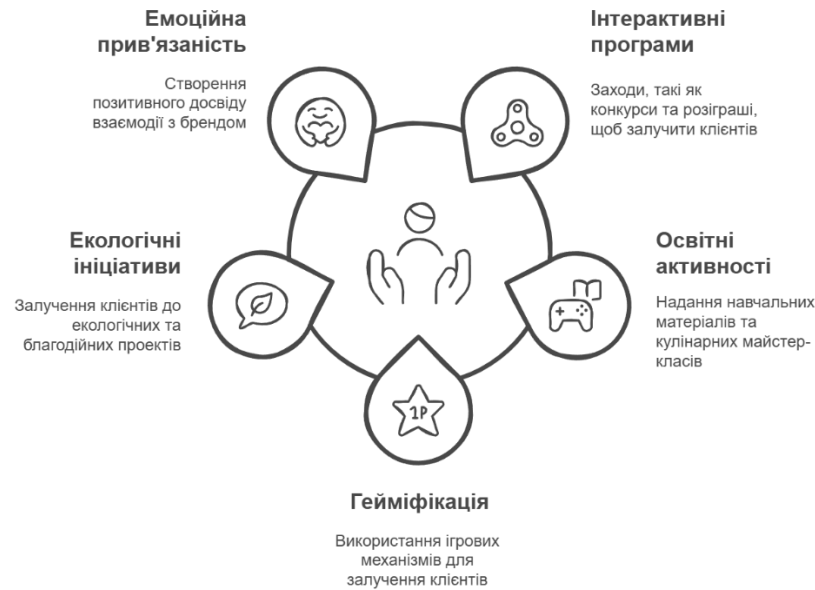 Емоційна
прив'язаність
Створення
позитивного досвіду
взаємодії з брендом
Інтерактивні
програми
Заходи, такі як
конкурси та розіграші,
щоб залучити клієнтів
Екологічні
ініціативи
Залучення клієнтів до
екологічних та
благодійних проектів
Освітні
активності
Надання навчальних
матеріалів та
кулінарних майстер-
класів
1P
Гейміфікація
Використання ігрових
механізмів для
залучення клієнтів